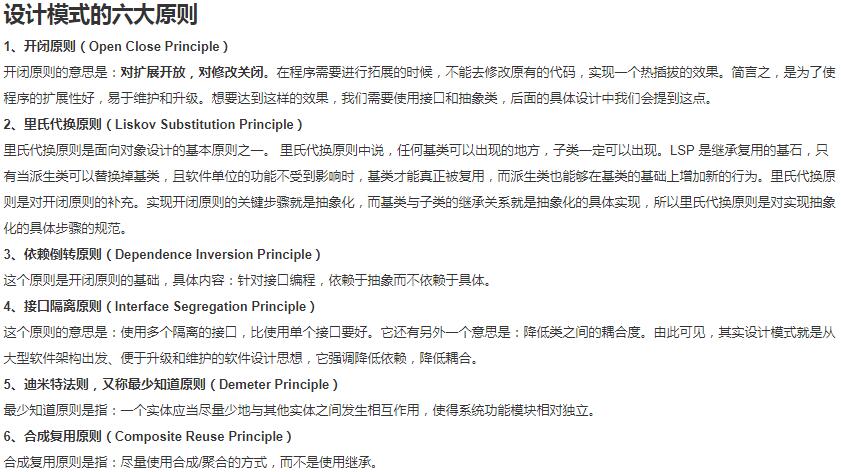 设计模式的六大原则
1、开闭原则（Open Close Principle）
开闭原则的意思是：对扩展开放，对修改关闭。在程序需要进行拓展的时候，不能去修改原有的代码，实现一个热插拔的效果。简言之，是为了使
程序的扩展性好，易于维护和升级。想要达到这样的效果，我们需要使用接口和抽象类，后面的具体设计中我们会提到这点。
2、里氏代换原则（Liskov Substitution Principle）
里氏代换原则是面向对象设计的基本原则之一。 里氏代换原则中说，任何基类可以出现的地方，子类一定可以出现。LSP 是继承复用的基石，只
有当派生类可以替换掉基类，且软件单位的功能不受到影响时，基类才能真正被复用，而派生类也能够在基类的基础上增加新的行为。里氏代换原
则是对开闭原则的补充。实现开闭原则的关键步骤就是抽象化，而基类与子类的继承关系就是抽象化的具体实现，所以里氏代换原则是对实现抽象
化的具体步骤的规范。
3、依赖倒转原则（Dependence Inversion Principle）
这个原则是开闭原则的基础，具体内容：针对接口编程，依赖于抽象而不依赖于具体。
4、接口隔离原则（Interface Segregation Principle）
这个原则的意思是：使用多个隔离的接口，比使用单个接口要好。它还有另外一个意思是：降低类之间的耦合度。由此可见，其实设计模式就是从
大型软件架构出发、便于升级和维护的软件设计思想，它强调降低依赖，降低耦合。
5、迪米特法则，又称最少知道原则（Demeter Principle）
最少知道原则是指：一个实体应当尽量少地与其他实体之间发生相互作用，使得系统功能模块相对独立。
6、合成复用原则（Composite Reuse Principle）
合成复用原则是指：尽量使用合成/聚合的方式，而不是使用继承。